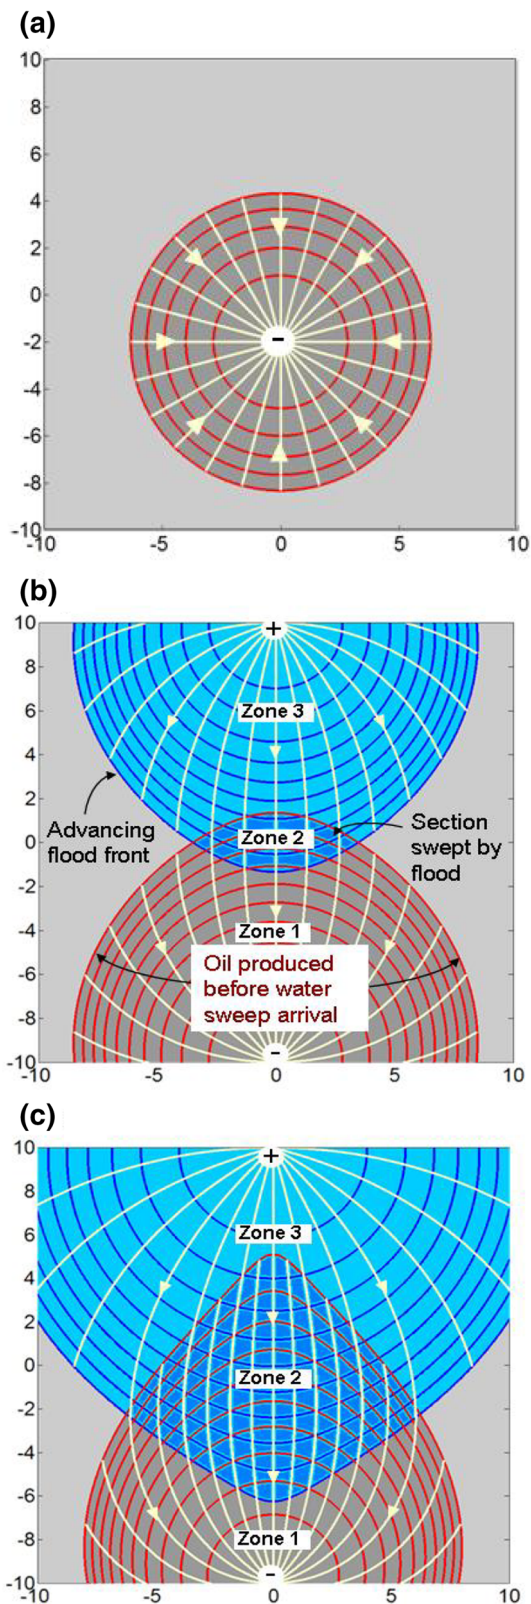 (a)
10
8
6
4
2
0
-2
-4
-6
-8
-10
-10 -5 0 5 10
-
(b)
10
8
6
4
2
0
-2
-4
-6
-8
-10
+
Zone 3
Advancing
flood front
Zone 2
Section
swept by
flood
Zone 1
Oil produced
before water
sweep arrival
-
-10 -5 0 5 10
(c)
10
8
6
4
2
0
-2
-4
-6
-8
-10
+
Zone 3
Zone 2
Zone 1
-
-10 -5 0 5 10